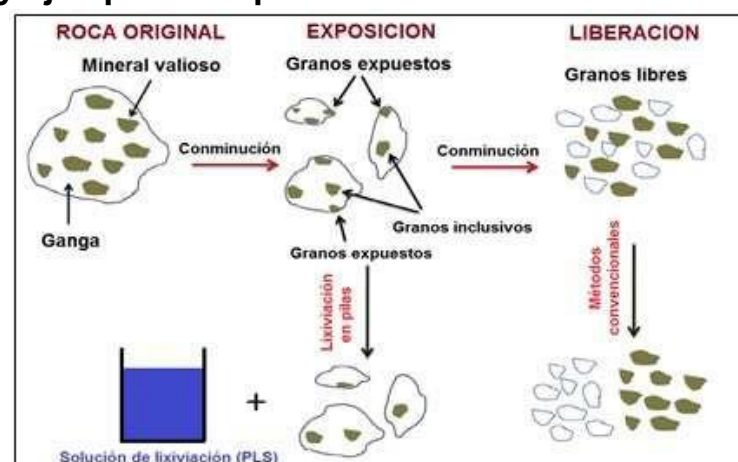 ROCA ORIGINAL
Mineral valioso
Ganga
Conminución
EXPOSICION
Granos expuestos
Conminución
Granos inclusivos
Granos expuestos
LIBERACION
Granos libres
Lixiviación
en pilas
Métodos
convencionales
+
Solución de lixiviación (PLS)